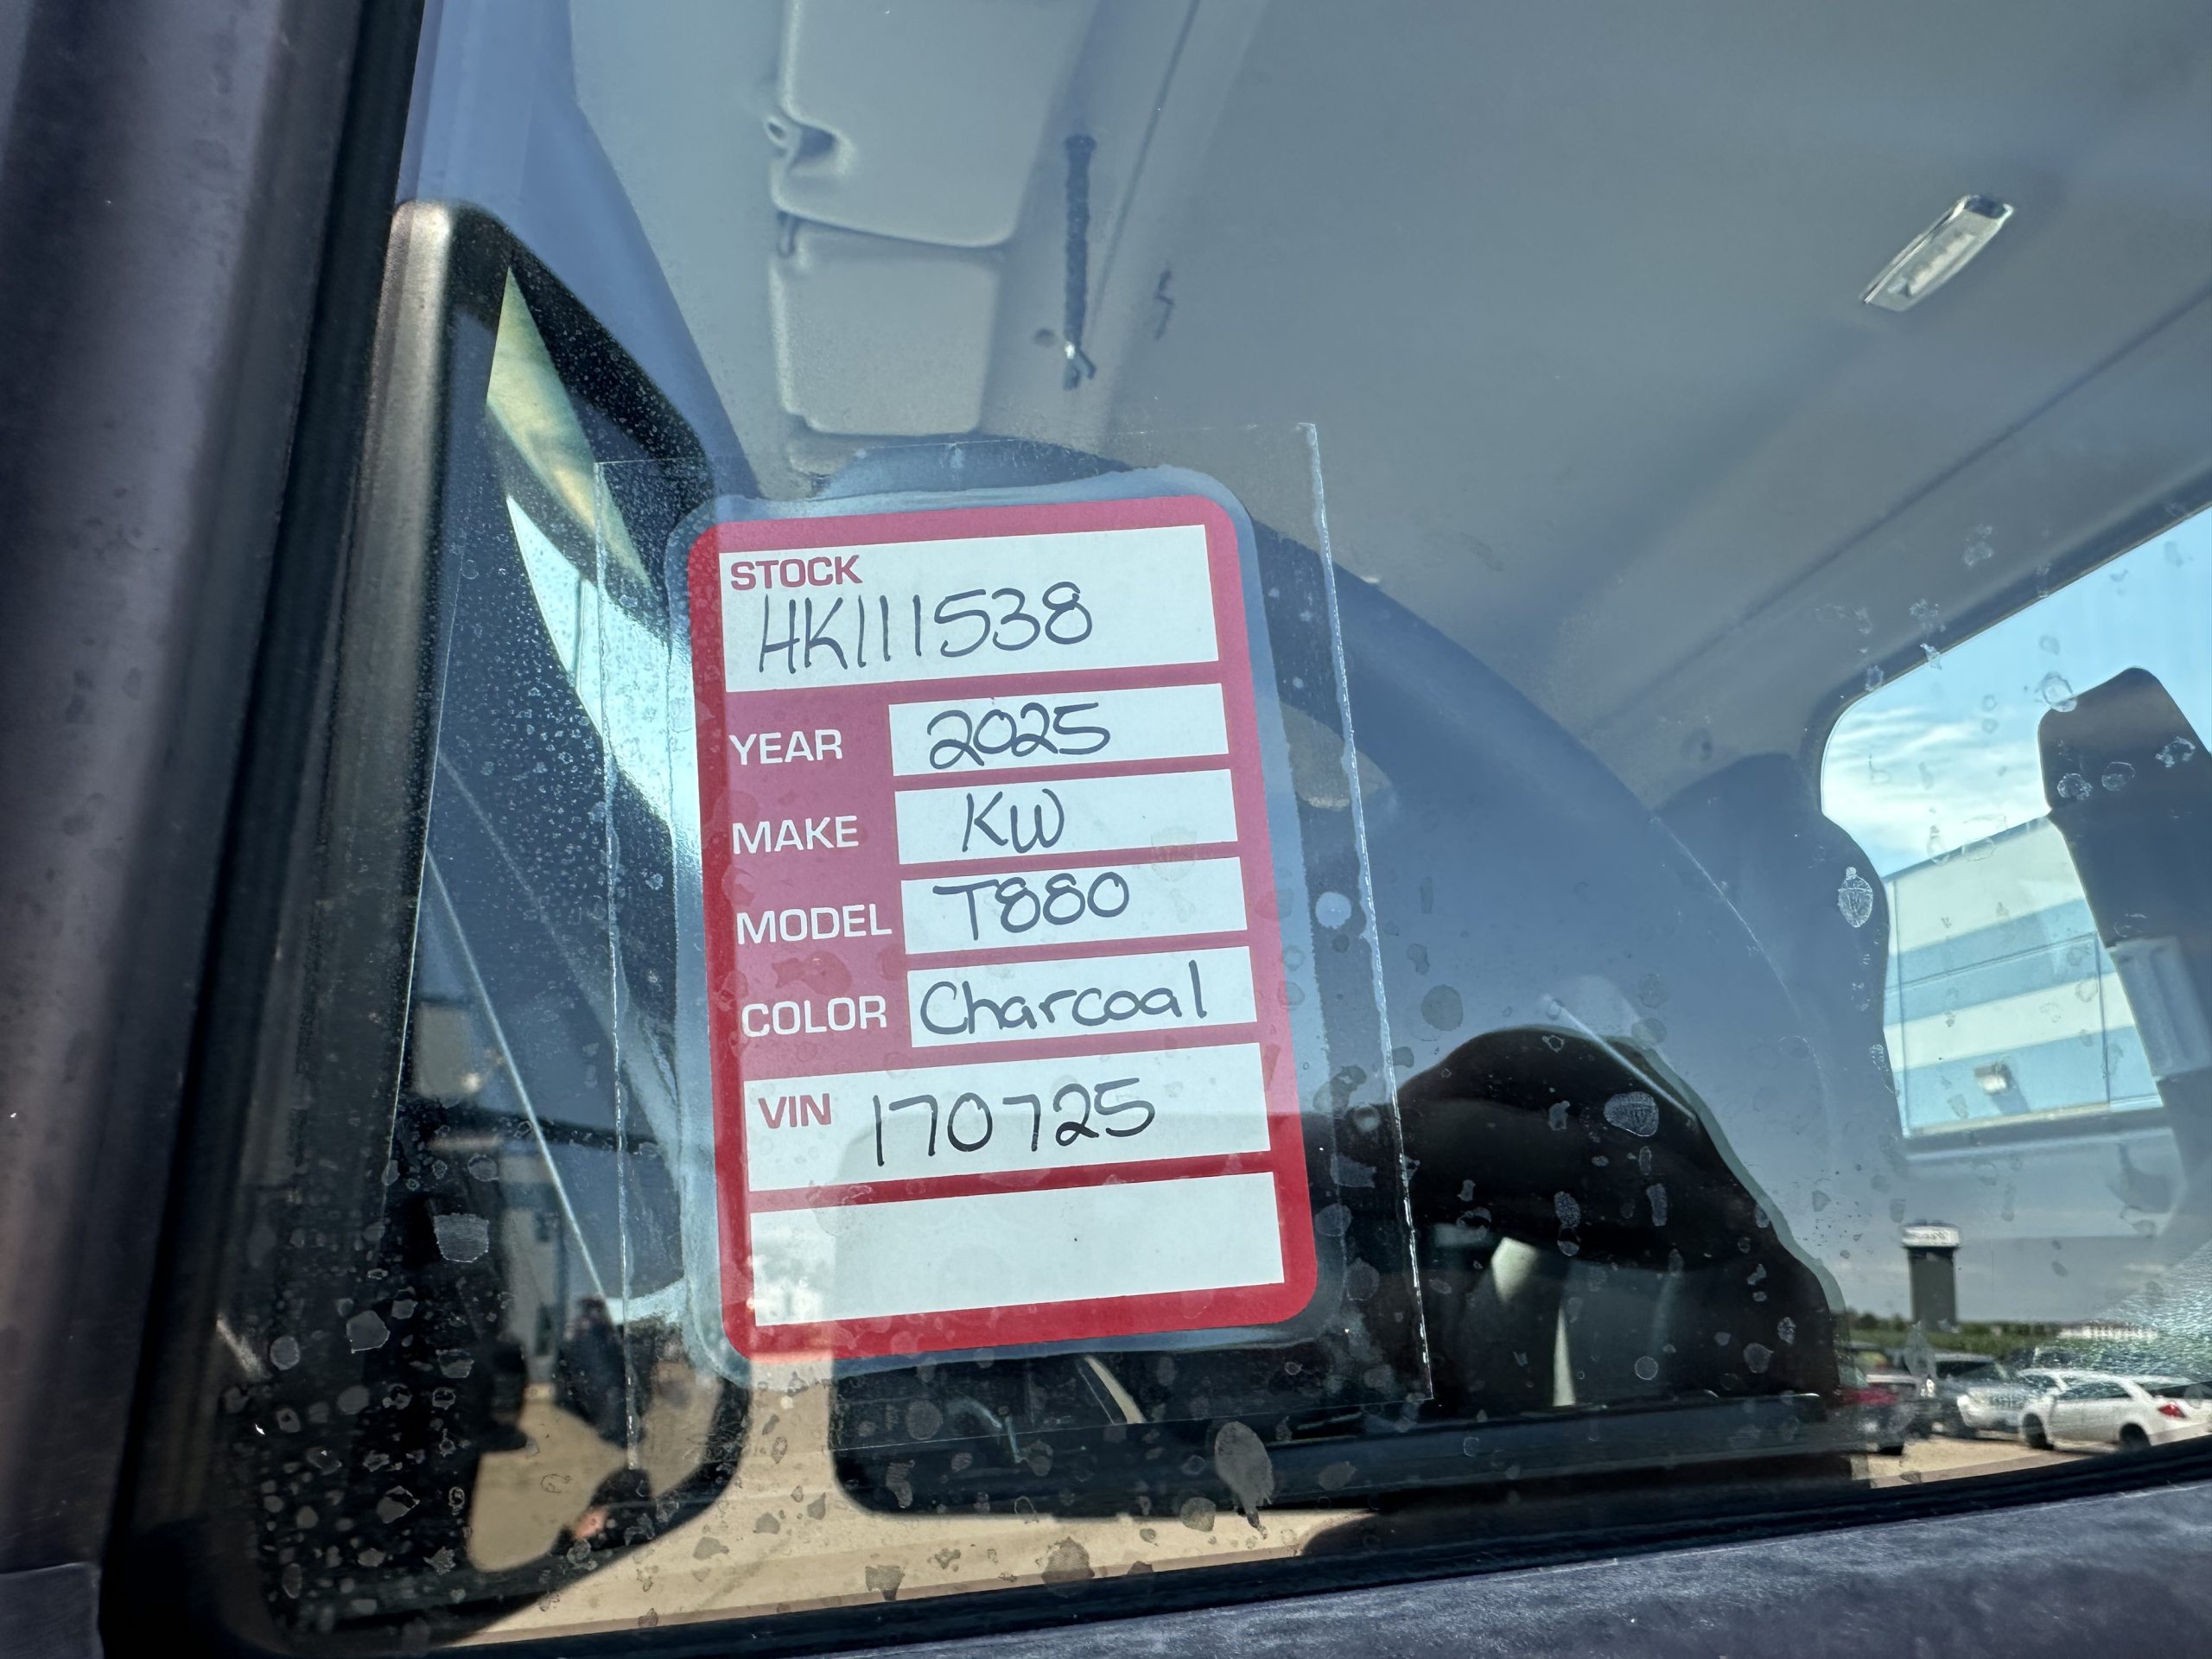 STOCK
HK111538
YEAR 2025
MAKE KW
MODEL T880
COLOR Charcoal
VIN 170725